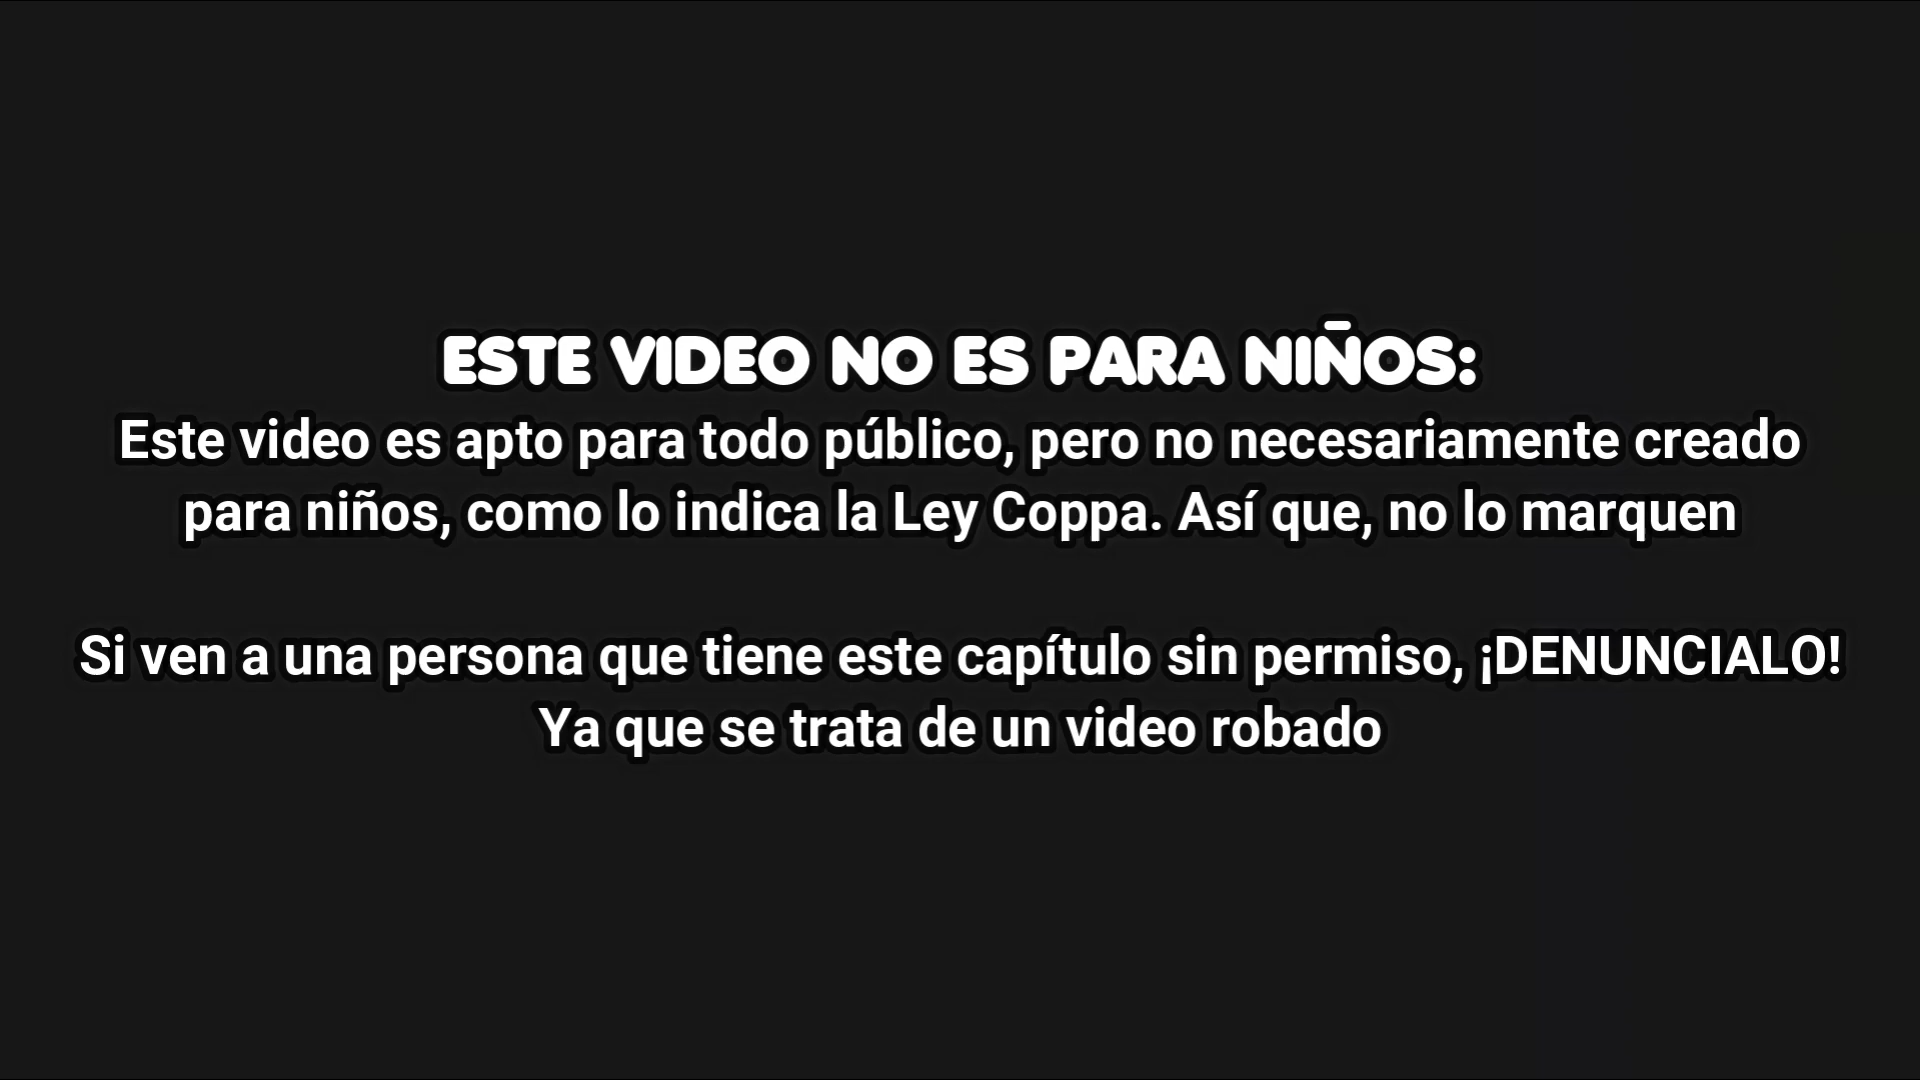 ESTE VIDEO NO ES PARA NIÑOS:
Este video es apto para todo público, pero no necesariamente creado
para niños, como lo indica la Ley Coppa. Así que, no lo marquen
Si ven a una persona que tiene este capítulo sin permiso, ¡DENUNCIALO!
Ya que se trata de un video robado